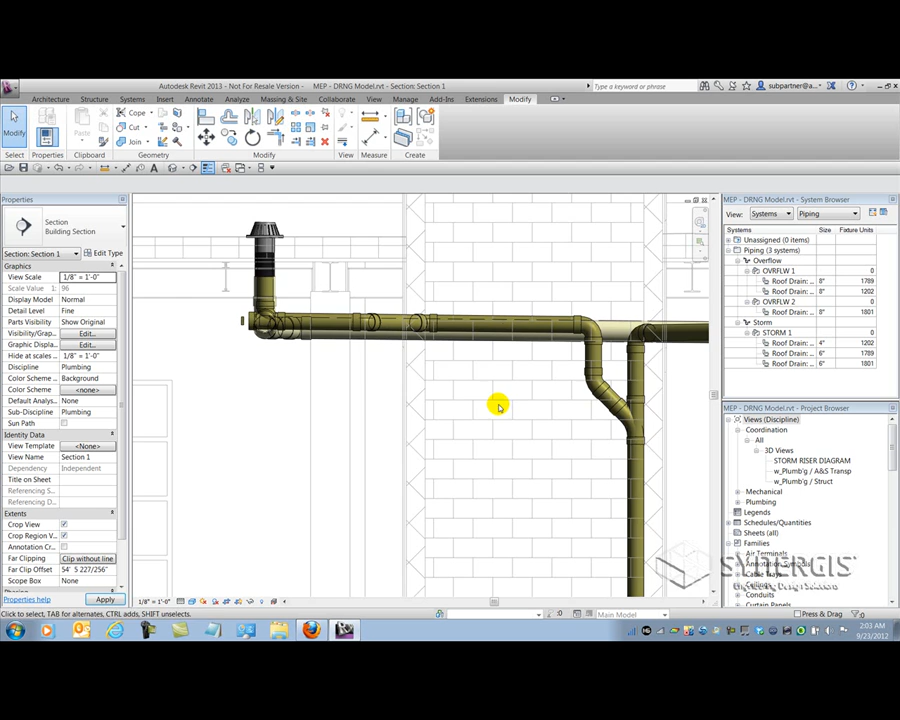 Autodesk Revit 2013 - Not For Resale Version - MEP - DRNG Model.rvt - Section: Section 1
Type a keyword or phrase
subpartner@a...
Architecture Structure Systems Insert Annotate Analyze Massing & Site Collaborate View Manage Add-Ins Extensions Modify
Modify
Properties
Paste
Cope
Cut
Join
Select Properties Clipboard Geometry Modify View Measure Create
Properties
Section
Building Section
Section: Section 1
Edit Type
Graphics
View Scale 1/8" = 1'-0"
Scale Value 1: 96
Display Model Normal
Detail Level Fine
Parts Visibility Show Original
Visibility/Grap... Edit...
Graphic Displa... Edit...
Hide at scales ... 1/8" = 1'-0"
Discipline Plumbing
Color Scheme ... Background
Color Scheme <none>
Default Analys... None
Sub-Discipline Plumbing
Sun Path
Identity Data
View Template <None>
View Name Section 1
Dependency Independent
Title on Sheet
Referencing S...
Referencing D...
Extents
Crop View
Crop Region V...
Annotation Cr...
Far Clipping Clip without line
Far Clip Offset 54' 5 227/256"
Scope Box None
Properties help
Apply
1/8" = 1'-0"
MEP - DRNG Model.rvt - System Browser
View: Systems Piping
Systems Size Fixture Units
Unassigned (0 items)
Piping (3 systems)
Overflow
OVRFLW 1 0
Roof Drain: 8" 1789
Roof Drain: 8" 1202
OVRFLW 2 0
Roof Drain: 8" 1801
Storm
STORM 1 0
Roof Drain: 4" 1202
Roof Drain: 6" 1789
Roof Drain: 6" 1801
MEP - DRNG Model.rvt - Project Browser
Views (Discipline)
Coordination
All
3D Views
STORM RISER DIAGRAM
w_Plumb'g / A&S Transp
w_Plumb'g / Struct
Mechanical
Plumbing
Legends
Schedules/Quantities
Sheets (all)
Families
Air Terminals
Annotation Symbols
Cable Trays
Conduits
Curtain Panels
SYNERGIS
Click to select, TAB for alternates, CTRL adds, SHIFT unselects.
:0
Main Model
Press & Drag
:0
2:03 AM
9/23/2012